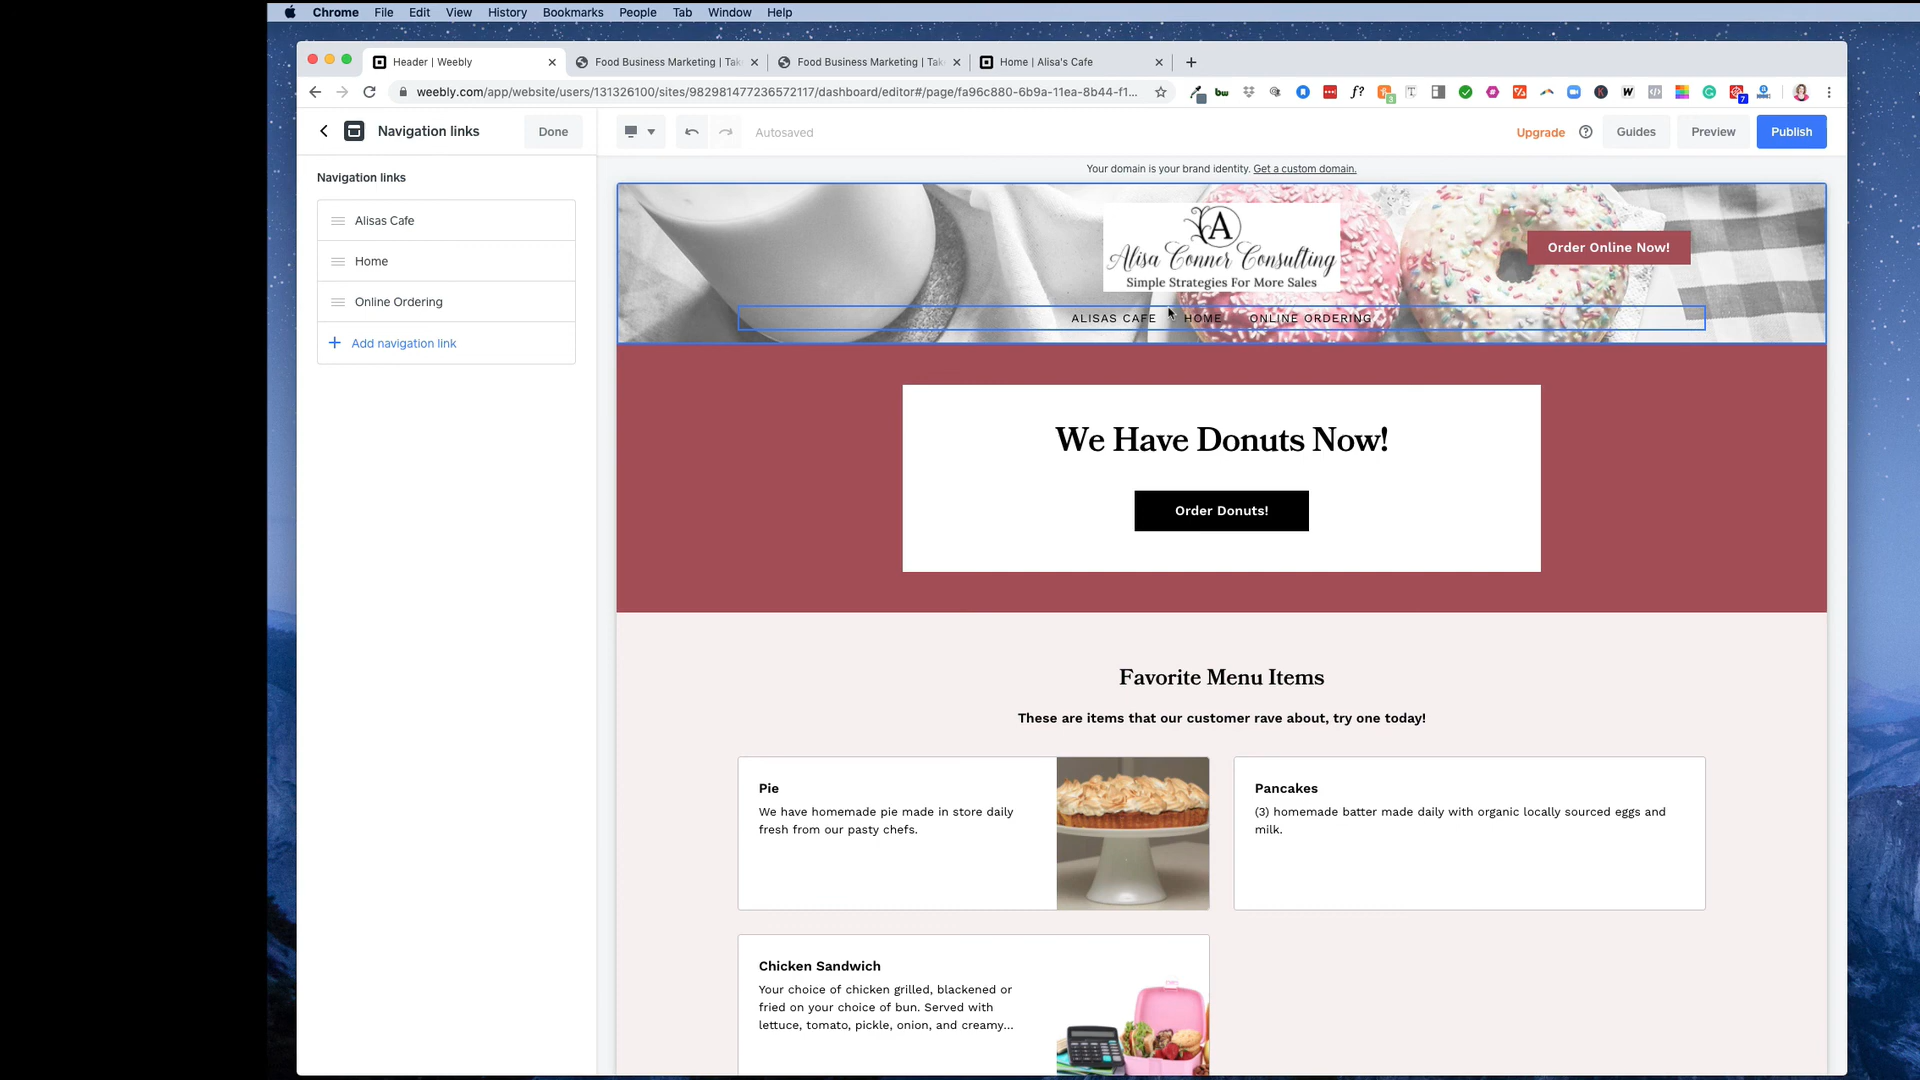 Chrome File Edit View History Bookmarks People Tab Window Help
Header | Weebly
Food Business Marketing | Tak
Food Business Marketing | Tak
Home | Alisa's Cafe
weebly.com/app/website/users/131326100/sites/982981477236572117/dashboard/editor#/page/fa96c880-6b9a-11ea-8b44-f1...
Navigation links
Done
Autosaved
Upgrade
Guides
Preview
Publish
Navigation links
Alisas Cafe
Home
Online Ordering
Add navigation link
Your domain is your brand identity. Get a custom domain.
A
Alisa Conner Consulting
Simple Strategies For More Sales
Order Online Now!
ALISAS CAFE HOME ONLINE ORDERING
We Have Donuts Now!
Order Donuts!
Favorite Menu Items
These are items that our customer rave about, try one today!
Pie
We have homemade pie made in store daily
fresh from our pasty chefs.
Pancakes
(3) homemade batter made daily with organic locally sourced eggs and
milk.
Chicken Sandwich
Your choice of chicken grilled, blackened or
fried on your choice of bun. Served with
lettuce, tomato, pickle, onion, and creamy...